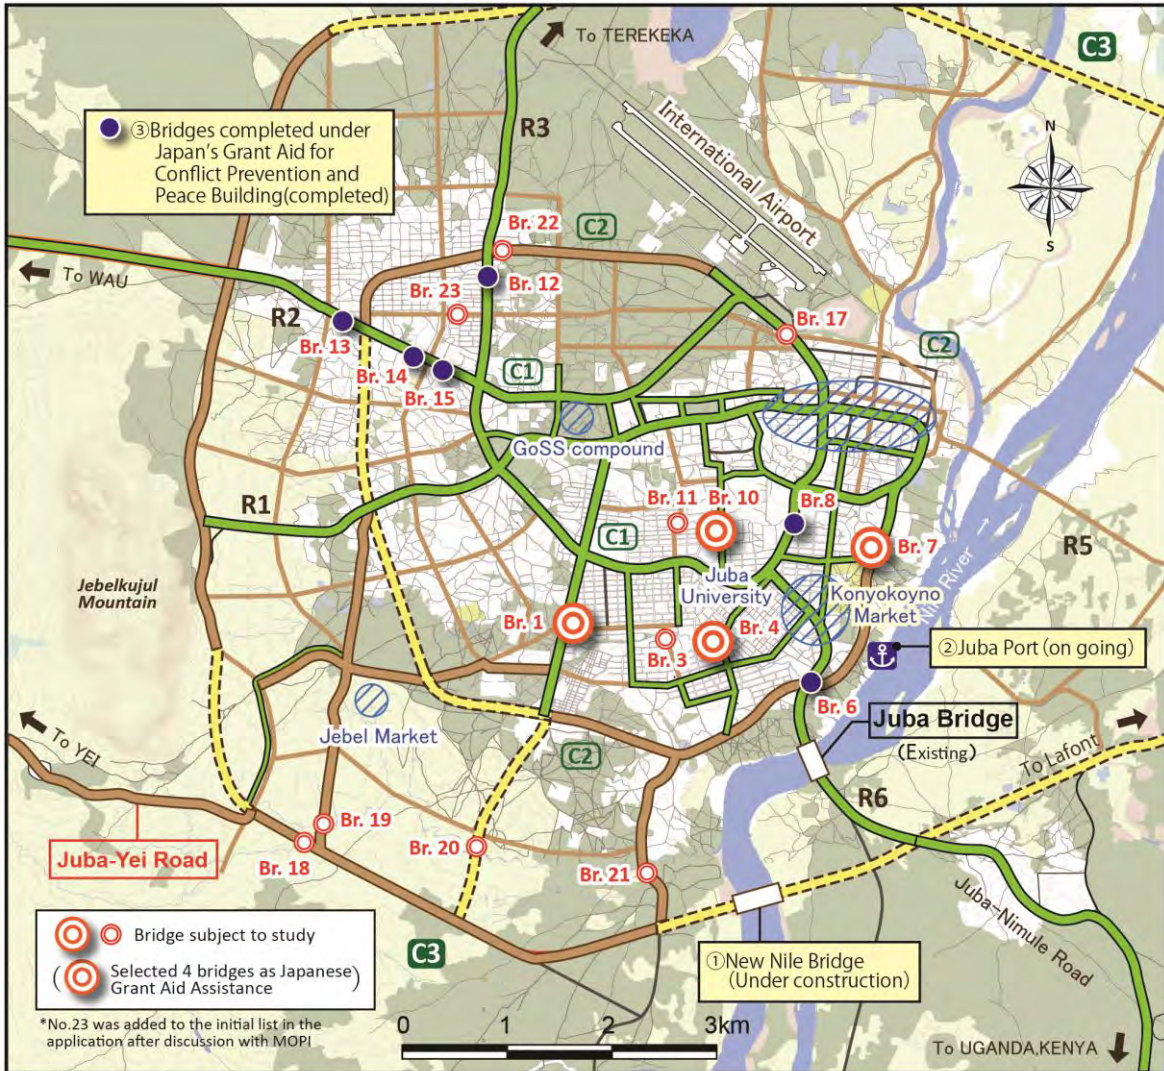 To TEREKEKA
C3
③Bridges completed under
Japan's Grant Aid for
Conflict Prevention and
Peace Building(completed)
R3
International Airport
N
S
Br. 22
C2
To WAU
Br. 12
Br. 23
R2
Br. 17
Br. 13
C2
Br. 14
C1
Br. 15
GoSS compound
R1
Br. 11
Br. 10
Br.8
C1
Br. 7
R5
Nile River
Jebelkujul
Mountain
Juba
University
Konyokoyno
Market
Br. 1
Br. 4
Br. 3
②Juba Port (on going)
Br. 6
Juba Bridge
(Existing)
Jebel Market
To YEI
C2
To Lafont
R6
Br. 19
Juba-Yei Road
Br. 18
Br. 20
Br. 21
Juba-Nimule Road
Bridge subject to study
( Selected 4 bridges as Japanese )
Grant Aid Assistance
C3
①New Nile Bridge
(Under construction)
*No.23 was added to the initial list in the
application after discussion with MOPI
0 1 2 3km
To UGANDA,KENYA